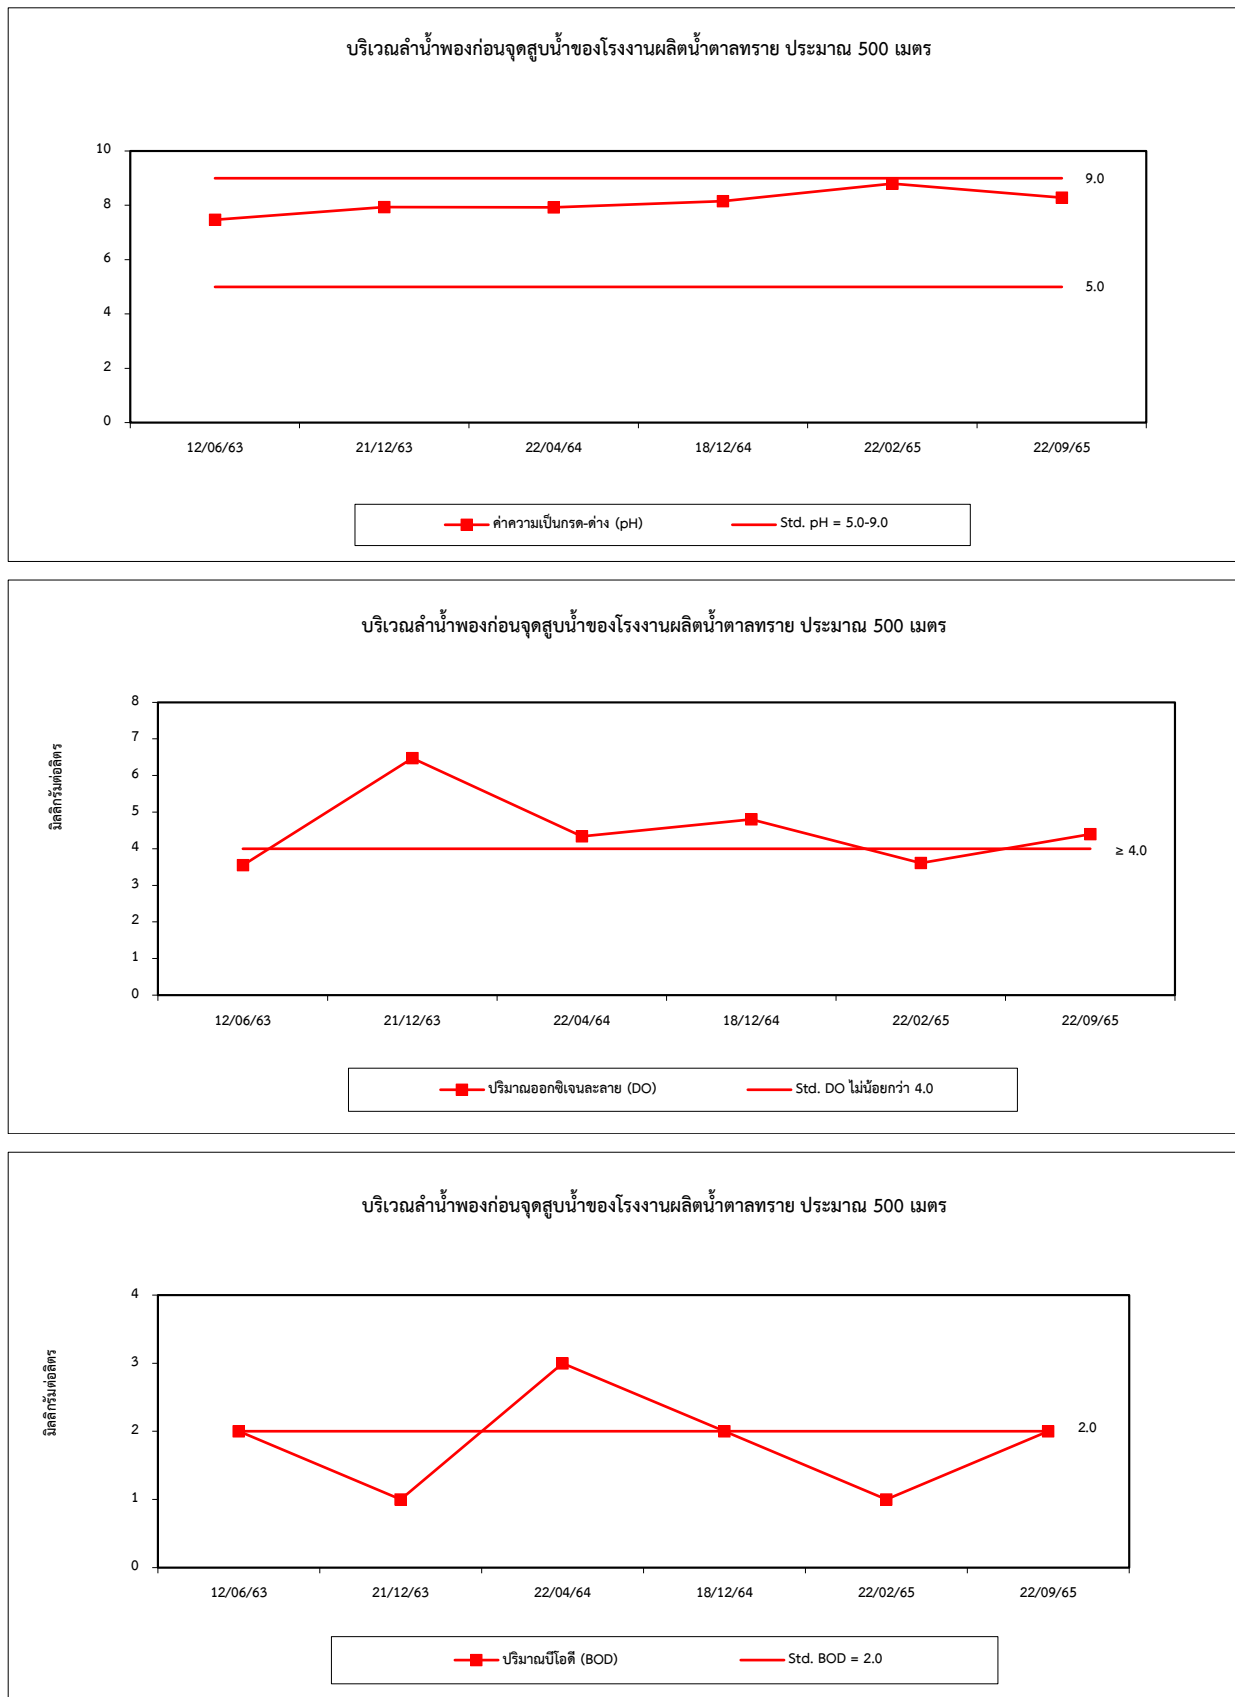 บริเวณลำน้ำพองก่อนจุดสูบน้ำของโรงงานผลิตน้ำตาลทราย ประมาณ 500 เมตร
10
8
6
4
2
0
9.0
5.0
12/06/63 21/12/63 22/04/64 18/12/64 22/02/65 22/09/65
ค่าความเป็นกรด-ด่าง (pH) Std. pH = 5.0-9.0
บริเวณลำน้ำพองก่อนจุดสูบน้ำของโรงงานผลิตน้ำตาลทราย ประมาณ 500 เมตร
มิลลิกรัมต่อลิตร
8
7
6
5
4
3
2
1
0
≥ 4.0
12/06/63 21/12/63 22/04/64 18/12/64 22/02/65 22/09/65
ปริมาณออกซิเจนละลาย (DO) Std. DO ไม่น้อยกว่า 4.0
บริเวณลำน้ำพองก่อนจุดสูบน้ำของโรงงานผลิตน้ำตาลทราย ประมาณ 500 เมตร
มิลลิกรัมต่อลิตร
4
3
2
1
0
2.0
12/06/63 21/12/63 22/04/64 18/12/64 22/02/65 22/09/65
ปริมาณบีโอดี (BOD) Std. BOD = 2.0